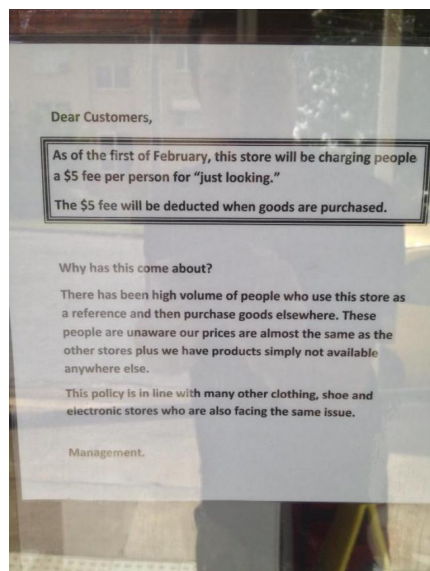 Dear Customers,
As of the first of February, this store will be charging people
a $5 fee per person for “just looking.”
The $5 fee will be deducted when goods are purchased.
Why has this come about?
There has been high volume of people who use this store as
a reference and then purchase goods elsewhere. These
people are unaware our prices are almost the same as the
other stores plus we have products simply not available
anywhere else.
This policy is in line with many other clothing, shoe and
electronic stores who are also facing the same issue.
Management.